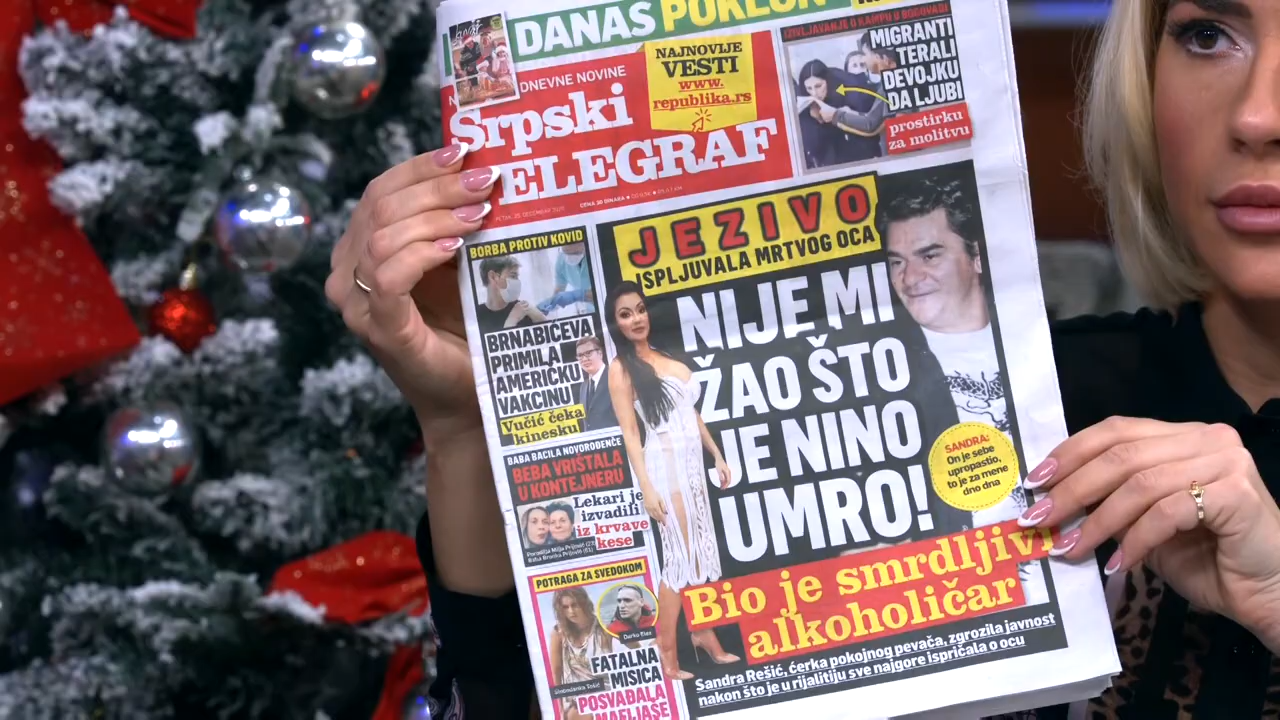 DANAS POKLON
DNEVNE NOVINE
Srpski
TELEGRAF
NAJNOVIJE
VESTI
www.
republika.rs
CENA 30 DINARA
IZIVLJAVANJE U KAMPU U BOGOVAĐI
MIGRANTI
TERALI
DEVOJKU
DA LJUBI
prostirku
za molitvu
BORBA PROTIV KOVID
BRNABIĆEVA
PRIMILA
AMERIČKU
VAKCINU
Vučić čeka
kinesku
BABA BACILA NOVOROĐENČE
BEBA VRIŠTALA
U KONTEJNERU
Lekari je
izvadili
iz krvave
kese
POTRAGA ZA SVEDOKOM
FATALNA
MISICA
POSVAĐALA
MAFIJAŠE
JEZIVO
ISPLJUVALA MRTVOG OCA
NIJE MI
ŽAO ŠTO
JE NINO
UMRO!
SANDRA:
On je sebe
upropastio,
to je za mene
dno dna
Bio je smrdljivi
alkoholičar
Sandra Rešić, ćerka pokojnog pevača, zgrozila javnost
nakon što je u rijalitiju sve najgore ispričala o ocu